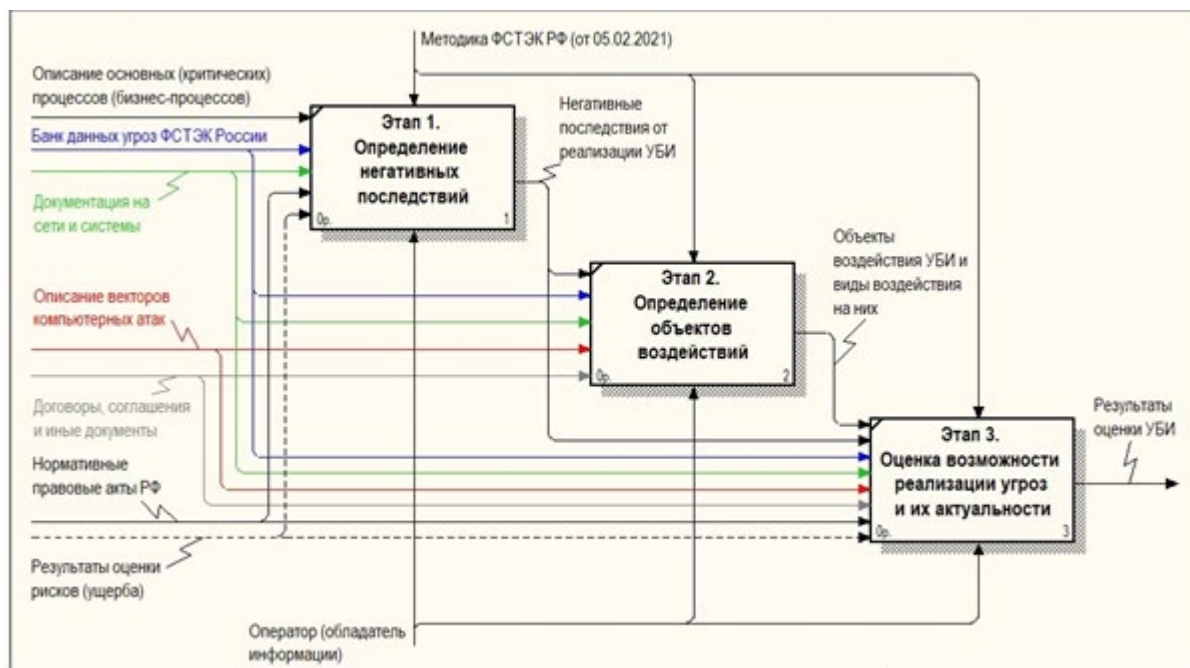 Методика ФСТЭК РФ (от 05.02.2021)
Описание основных (критических)
процессов (бизнес-процессов)
Банк данных угроз ФСТЭК России
Документация на
сети и системы
Описание векторов
компьютерных атак
Договоры, соглашения
и иные документы
Нормативные
правовые акты РФ
Результаты оценки
рисков (ущерба)
Оператор (обладатель
информации)
Этап 1.
Определение
негативных
последствий
0р.
1
Негативные
последствия от
реализации УБИ
Этап 2.
Определение
объектов
воздействий
0р.
2
Объекты
воздействия УБИ и
виды воздействия
на них
Этап 3.
Оценка возможности
реализации угроз
и их актуальности
0р.
3
Результаты
оценки УБИ